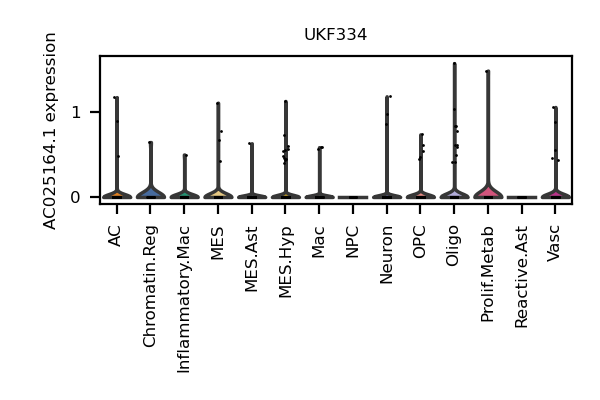 UKF334
AC025164.1 expression
1
0
AC
Chromatin.Reg
Inflammatory.Mac
MES
MES.Ast
MES.Hyp
Mac
NPC
Neuron
OPC
Oligo
Prolif.Metab
Reactive.Ast
Vasc